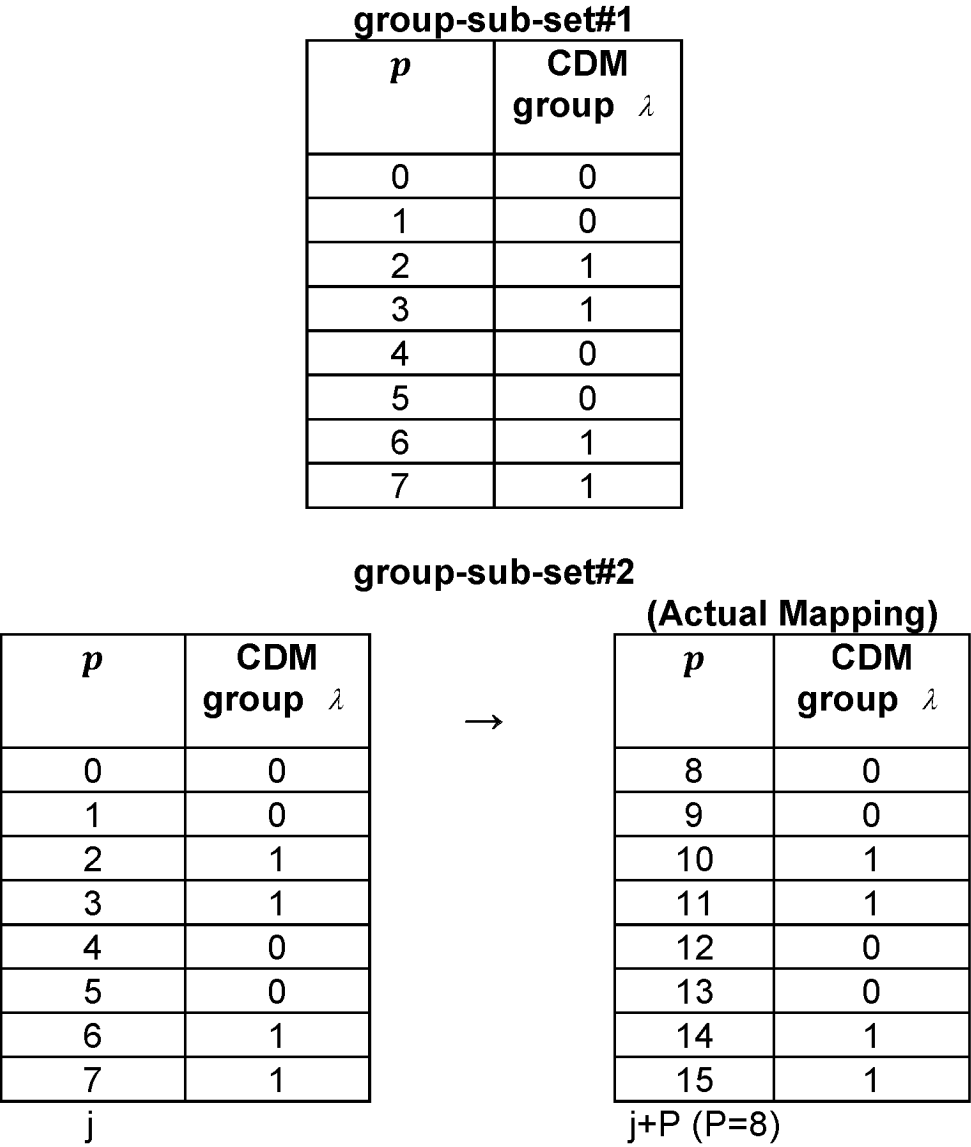 group-sub-set#1
p CDM
group λ
0 0
1 0
2 1
3 1
4 0
5 0
6 1
7 1
group-sub-set#2
(Actual Mapping)
p CDM
group λ
0 0
1 0
2 1
3 1
4 0
5 0
6 1
7 1
j
→
p CDM
group λ
8 0
9 0
10 1
11 1
12 0
13 0
14 1
15 1
j+P (P=8)